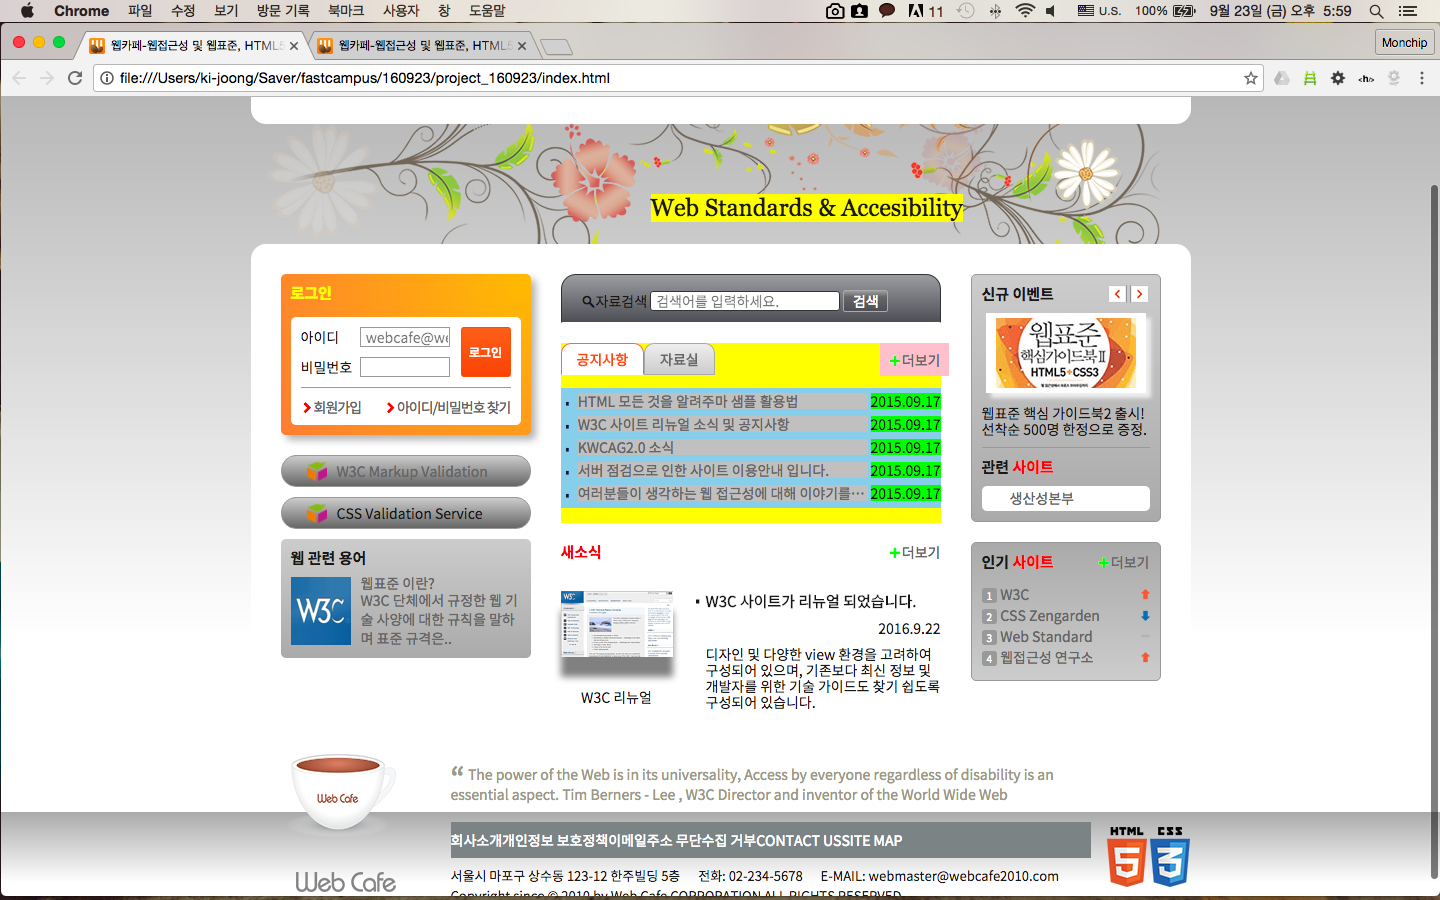 Chrome 파일 수정 보기 방문 기록 북마크 사용자 창 도움말 11 U.S. 100% 9월 23일 (금) 오후 5:59
웹카페-웹접근성 및 웹표준, HTML5 웹카페-웹접근성 및 웹표준, HTML5 Monchip
file:///Users/ki-joong/Saver/fastcampus/160923/project_160923/index.html <h/>
Web Standards & Accesibility
로그인
아이디 webcafe@we
비밀번호
로그인
회원가입 아이디/비밀번호 찾기
W3C Markup Validation
CSS Validation Service
웹 관련 용어
W3C
웹표준 이란?
W3C 단체에서 규정한 웹 기
술 사양에 대한 규칙을 말하
며 표준 규격은..
자료검색 검색어를 입력하세요. 검색
공지사항 자료실 +더보기
HTML 모든 것을 알려주마 샘플 활용법 2015.09.17
W3C 사이트 리뉴얼 소식 및 공지사항 2015.09.17
KWCAG2.0 소식 2015.09.17
서버 점검으로 인한 사이트 이용안내 입니다. 2015.09.17
여러분들이 생각하는 웹 접근성에 대해 이야기를… 2015.09.17
새소식 +더보기
W3C
W3C 리뉴얼
W3C 사이트가 리뉴얼 되었습니다.
2016.9.22
디자인 및 다양한 view 환경을 고려하여
구성되어 있으며, 기존보다 최신 정보 및
개발자를 위한 기술 가이드도 찾기 쉽도록
구성되어 있습니다.
신규 이벤트
웹표준
핵심가이드북 II
HTML5+CSS3
웹표준 핵심 가이드북2 출시!
선착순 500명 한정으로 증정.
관련 사이트
생산성본부
인기 사이트 +더보기
1 W3C
2 CSS Zengarden
3 Web Standard
4 웹접근성 연구소
Web Cafe
“ The power of the Web is in its universality, Access by everyone regardless of disability is an
essential aspect. Tim Berners - Lee , W3C Director and inventor of the World Wide Web
회사소개개인정보 보호정책이메일주소 무단수집 거부CONTACT USSITE MAP
HTML CSS
5 3
Web Cafe
서울시 마포구 상수동 123-12 한주빌딩 5층 전화: 02-234-5678 E-MAIL: webmaster@webcafe2010.com
Copyright since © 2010 by Web Cafe CORPORATION ALL RIGHTS RESERVED